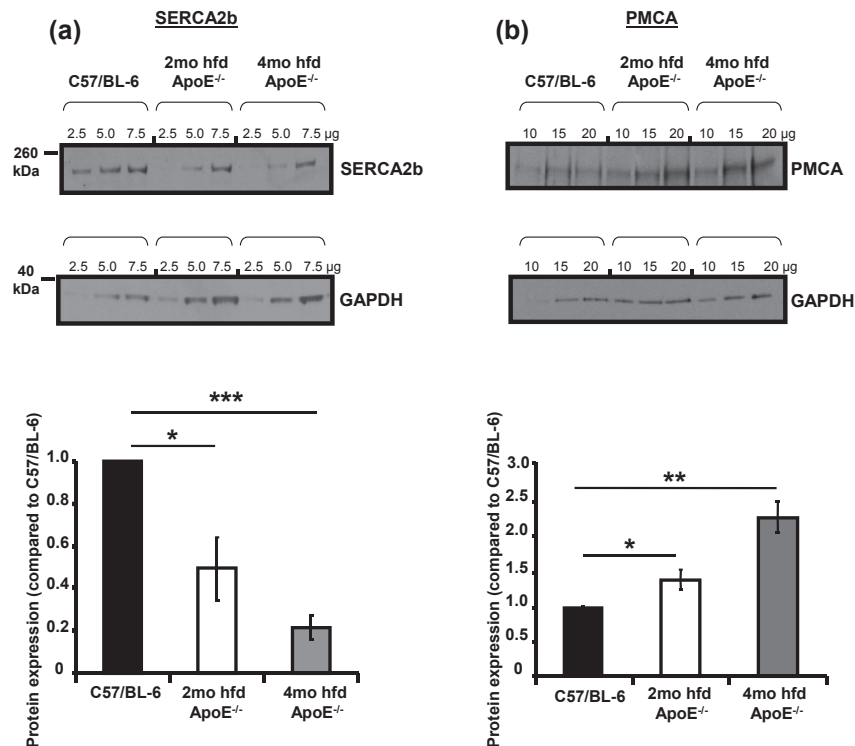 (a)
SERCA2b
C57/BL-6
2mo hfd
ApoE-/-
4mo hfd
ApoE-/-
2.5 5.0 7.5 2.5 5.0 7.5 2.5 5.0 7.5 µg
260
kDa
SERCA2b
2.5 5.0 7.5 2.5 5.0 7.5 2.5 5.0 7.5 µg
40
kDa
GAPDH
Protein expression (compared to C57/BL-6)
***
*
1.0
0.8
0.6
0.4
0.2
0
C57/BL-6
2mo hfd
ApoE-/-
4mo hfd
ApoE-/-
(b)
PMCA
C57/BL-6
2mo hfd
ApoE-/-
4mo hfd
ApoE-/-
10 15 20 10 15 20 10 15 20 µg
PMCA
10 15 20 10 15 20 10 15 20 µg
GAPDH
Protein expression (compared to C57/BL-6)
**
*
3.0
2.5
2.0
1.5
1.0
0.5
0
C57/BL-6
2mo hfd
ApoE-/-
4mo hfd
ApoE-/-